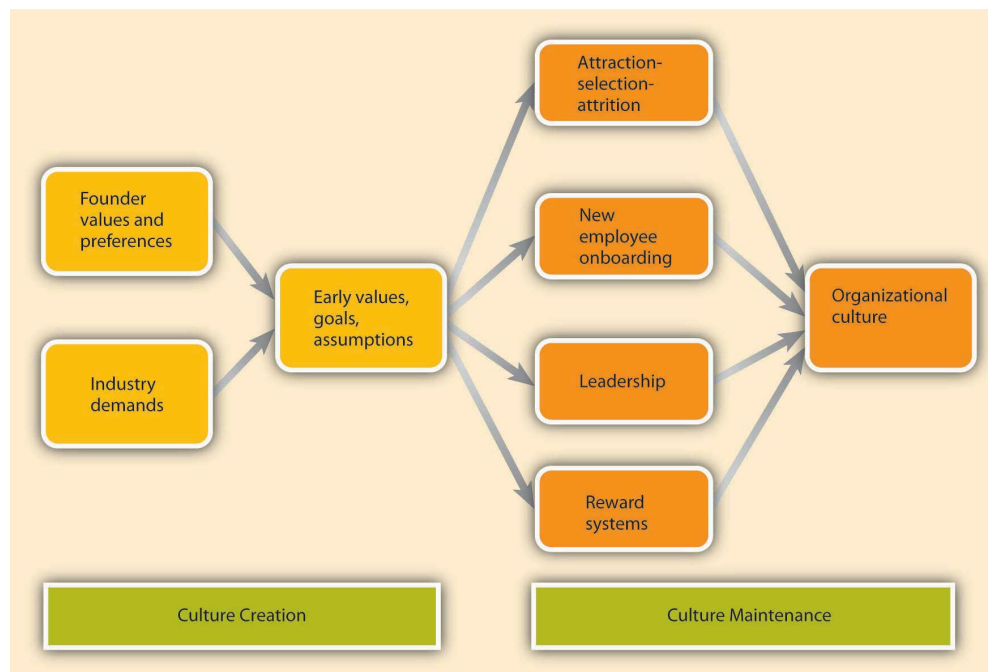 Founder
values and
preferences
Industry
demands
Early values,
goals,
assumptions
Attraction-
selection-
attrition
New
employee
onboarding
Leadership
Reward
systems
Organizational
culture
Culture Creation
Culture Maintenance